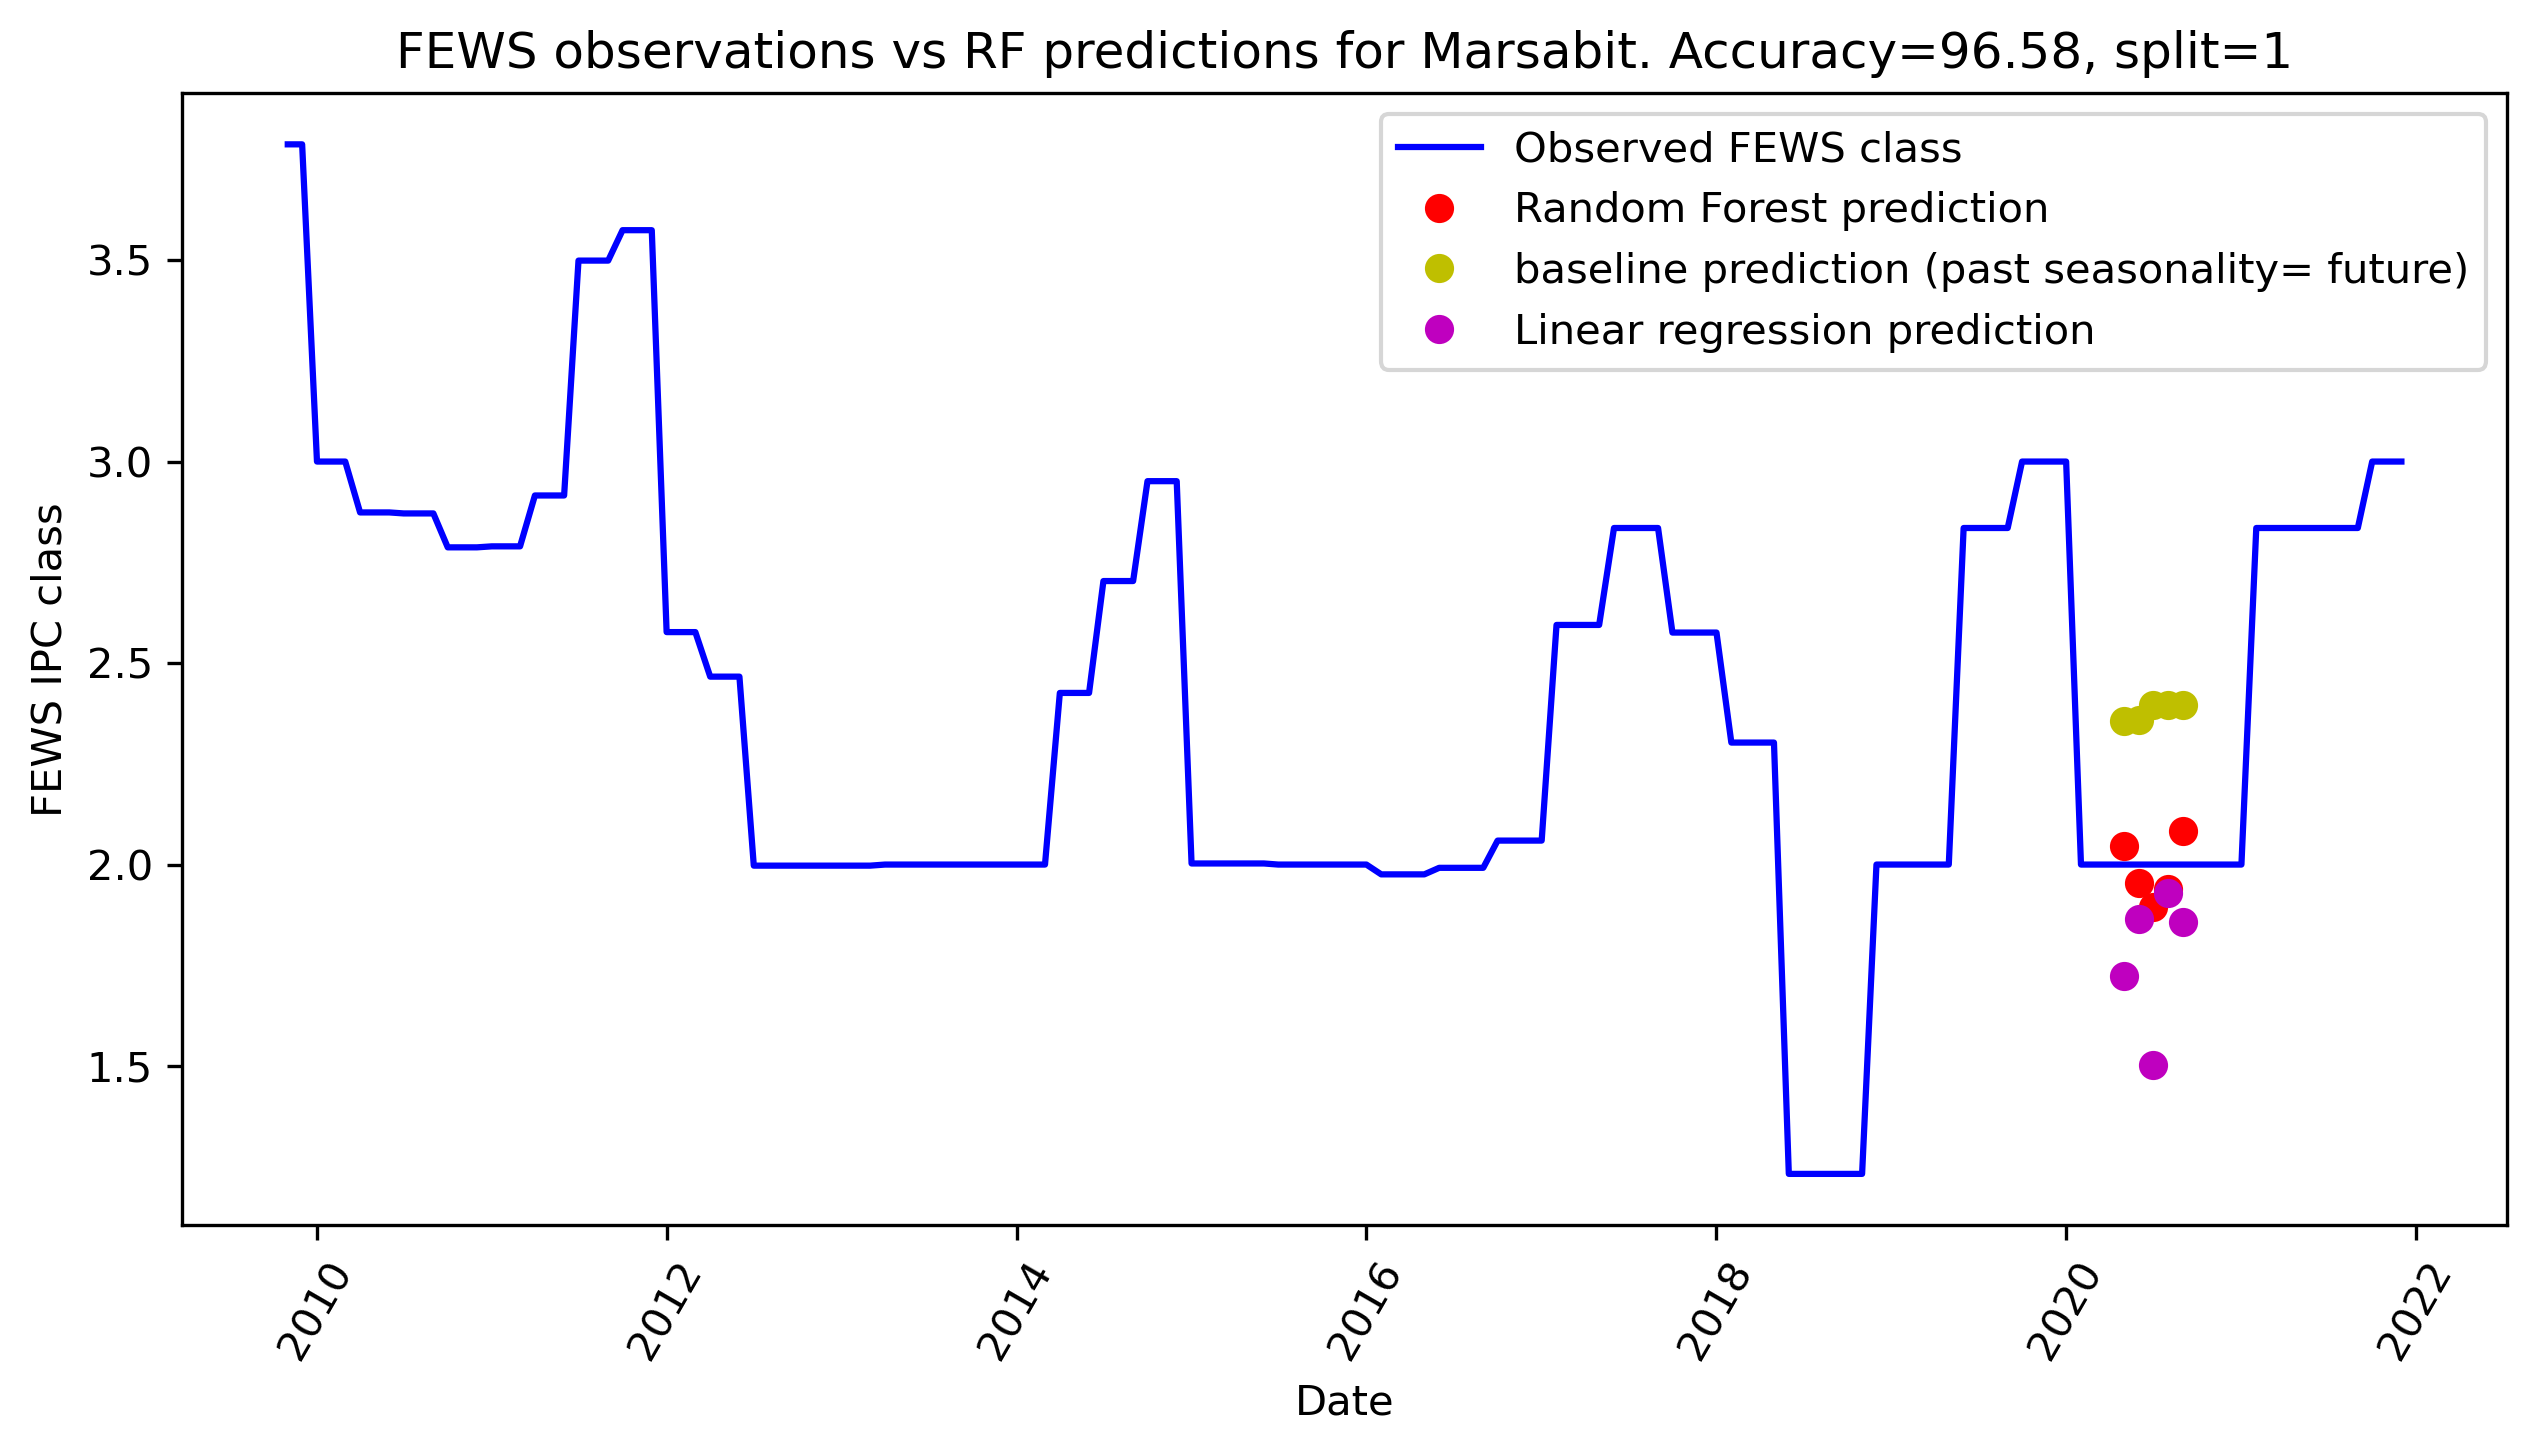 FEWS observations vs RF predictions for Marsabit. Accuracy=96.58, split=1
Observed FEWS class
Random Forest prediction
baseline prediction (past seasonality= future)
Linear regression prediction
FEWS IPC class
3.5
3.0
2.5
2.0
1.5
2010
2012
2014
2016
2018
2020
2022
Date